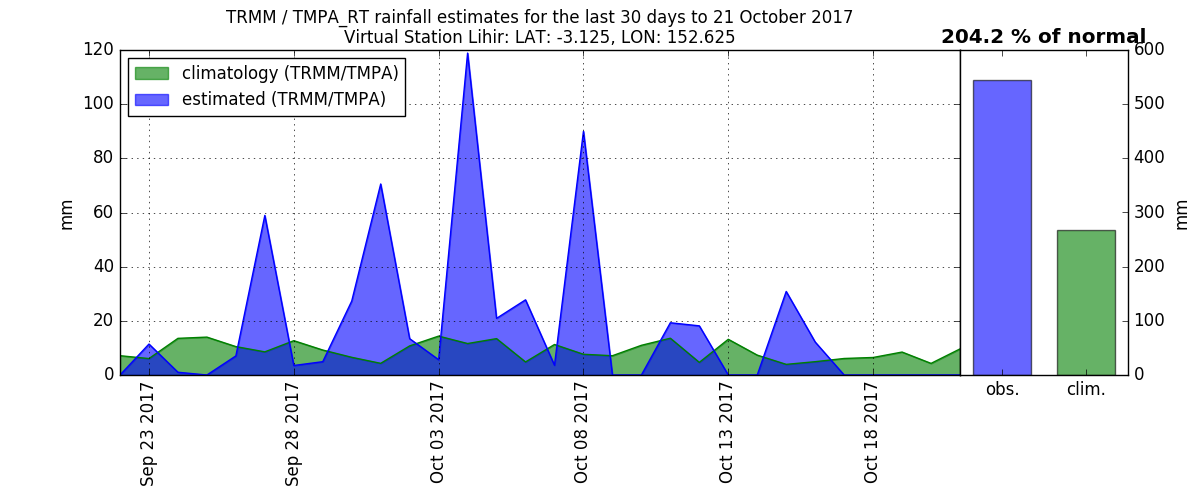 TRMM / TMPA_RT rainfall estimates for the last 30 days to 21 October 2017
Virtual Station Lihir: LAT: -3.125, LON: 152.625
204.2 % of normal
climatology (TRMM/TMPA)
estimated (TRMM/TMPA)
mm
120
100
80
60
40
20
0
Sep 23 2017
Sep 28 2017
Oct 03 2017
Oct 08 2017
Oct 13 2017
Oct 18 2017
600
500
400
300
200
100
0
mm
obs.
clim.